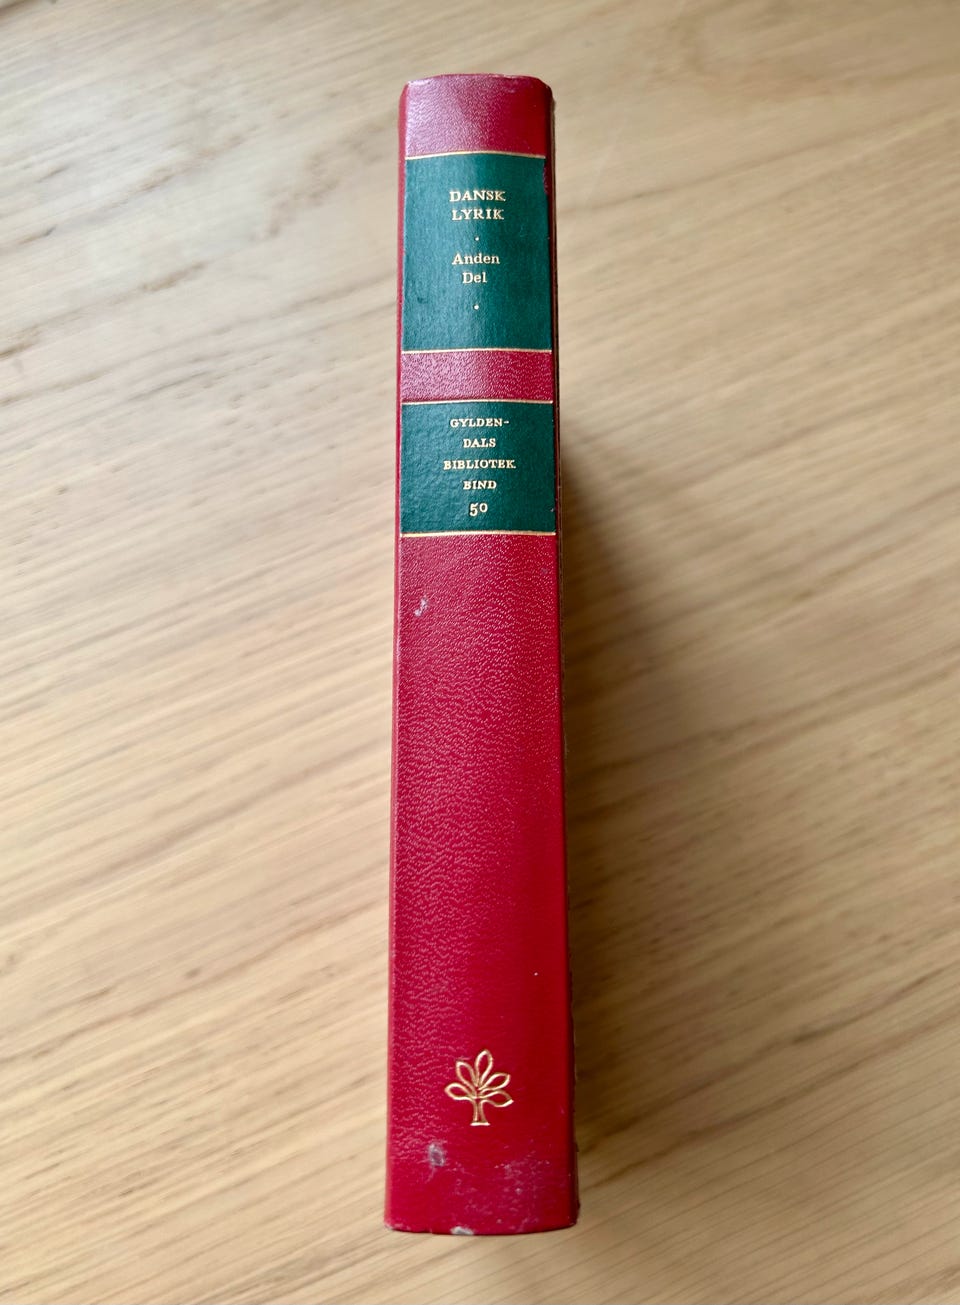 DANSK
LYRIK
Anden
Del
GYLDEN-
DALS
BIBLIOTEK
BIND
50